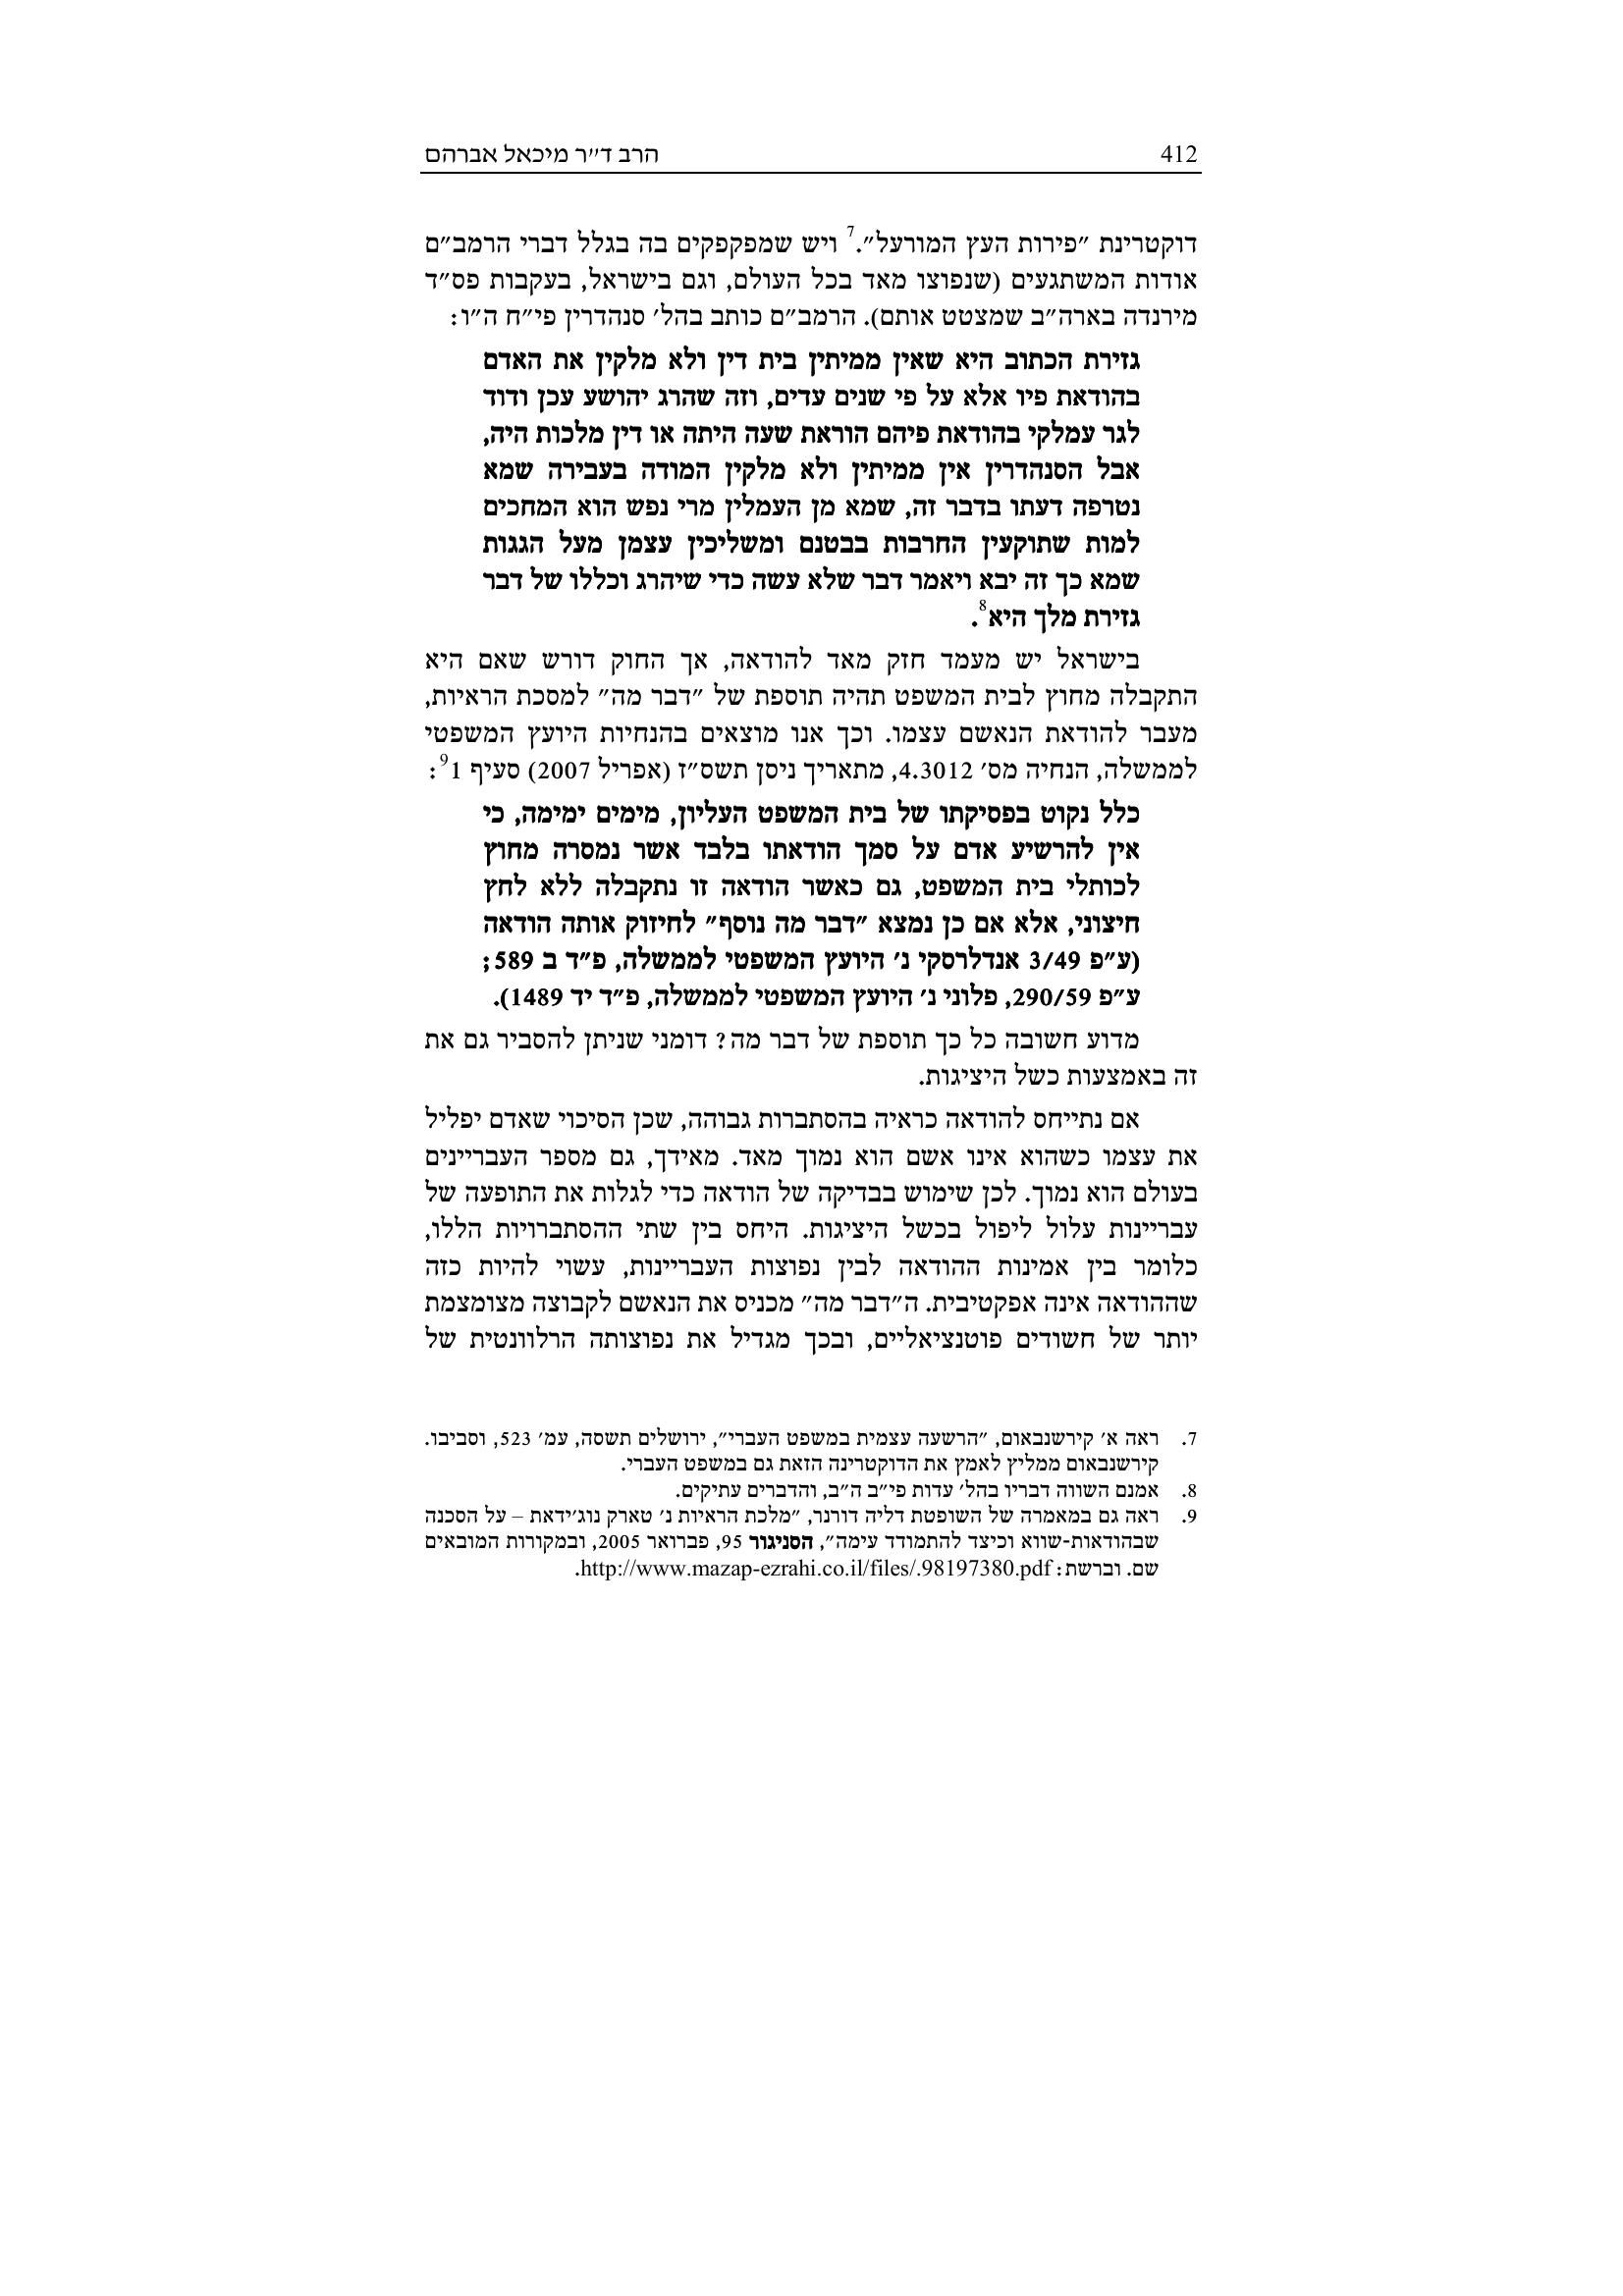 412 הרב ד״ר מיכאל אברהם
דוקטרינת ״פירות העץ המורעל״.7 ויש שמפקפקים בה בגלל דברי הרמב״ם
אודות המשתגעים (שנפוצו מאד בכל העולם, וגם בישראל, בעקבות פס״ד
מירנדה בארה״ב שמצטט אותם). הרמב״ם כותב בהל׳ סנהדרין פי״ח ה״ו:
גזירת הכתוב היא שאין ממיתין בית דין ולא מלקין את האדם
בהודאת פיו אלא על פי שנים עדים, וזה שהרג יהושע עכן ודוד
לגר עמלקי בהודאת פיהם הוראת שעה היתה או דין מלכות היה,
אבל הסנהדרין אין ממיתין ולא מלקין המודה בעבירה שמא
נטרפה דעתו בדבר זה, שמא מן העמלין מרי נפש הוא המחכים
למות שתוקעין החרבות בבטנם ומשליכין עצמן מעל הגגות
שמא כך זה יבא ויאמר דבר שלא עשה כדי שיהרג וכללו של דבר
גזירת מלך היא8.
בישראל יש מעמד חזק מאד להודאה, אך החוק דורש שאם היא
התקבלה מחוץ לבית המשפט תהיה תוספת של ״דבר מה״ למסכת הראיות,
מעבר להודאת הנאשם עצמו. וכך אנו מוצאים בהנחיות היועץ המשפטי
לממשלה, הנחיה מס׳ 4.3012, מתאריך ניסן תשס״ז (אפריל 2007) סעיף 91:
כלל נקוט בפסיקתו של בית המשפט העליון, מימים ימימה, כי
אין להרשיע אדם על סמך הודאתו בלבד אשר נמסרה מחוץ
לכותלי בית המשפט, גם כאשר הודאה זו נתקבלה ללא לחץ
חיצוני, אלא אם כן נמצא ״דבר מה נוסף״ לחיזוק אותה הודאה
(ע״פ 3/49 אנדלרסקי נ׳ היועץ המשפטי לממשלה, פ״ד ב 589;
ע״פ 290/59, פלוני נ׳ היועץ המשפטי לממשלה, פ״ד יד 1489).
מדוע חשובה כל כך תוספת של דבר מה? דומני שניתן להסביר גם את
זה באמצעות כשל היציגות.
אם נתייחס להודאה כראיה בהסתברות גבוהה, שכן הסיכוי שאדם יפליל
את עצמו כשהוא אינו אשם הוא נמוך מאד. מאידך, גם מספר העבריינים
בעולם הוא נמוך. לכן שימוש בבדיקה של הודאה כדי לגלות את התופעה של
עבריינות עלול ליפול בכשל היציגות. היחס בין שתי ההסתברויות הללו,
כלומר בין אמינות ההודאה לבין נפוצות העבריינות, עשוי להיות כזה
שההודאה אינה אפקטיבית. ה״דבר מה״ מכניס את הנאשם לקבוצה מצומצמת
יותר של חשודים פוטנציאליים, ובכך מגדיל את נפוצותה הרלוונטית של
7. ראה א׳ קירשנבאום, ״הרשעה עצמית במשפט העברי״, ירושלים תשסה, עמ׳ 523, וסביבו.
קירשנבאום ממליץ לאמץ את הדוקטרינה הזאת גם במשפט העברי.
8. אמנם השווה דבריו בהל׳ עדות פי״ב ה״ב, והדברים עתיקים.
9. ראה גם במאמרה של השופטת דליה דורנר, ״מלכת הראיות נ׳ טארק נוג׳ידאת – על הסכנה
שבהודאות-שווא וכיצד להתמודד עימה״, הסניגור 95, פברואר 2005, ובמקורות המובאים
שם. וברשת: http://www.mazap-ezrahi.co.il/files/.98197380.pdf.